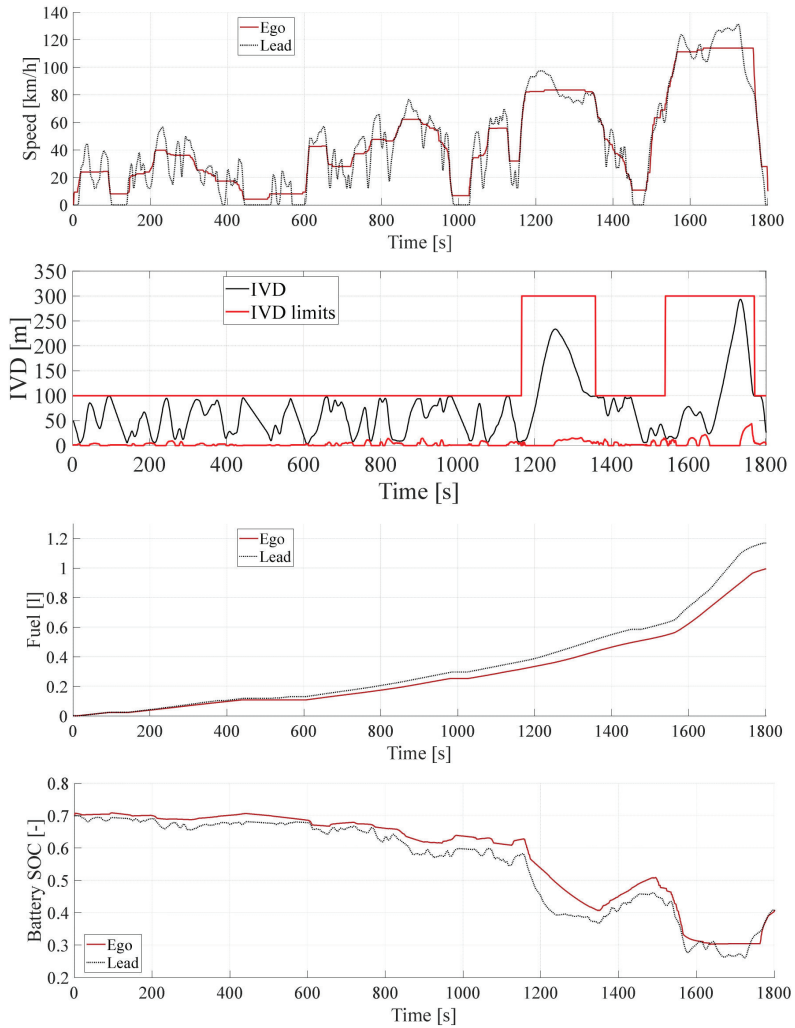 140
120
100
80
60
40
20
0
Speed [km/h]
Ego
Lead
0 200 400 600 800 1000 1200 1400 1600 1800
Time [s]
350
300
250
200
150
100
50
0
IVD [m]
IVD
IVD limits
0 200 400 600 800 1000 1200 1400 1600 1800
Time [s]
1.2
1
0.8
0.6
0.4
0.2
0
Fuel [l]
Ego
Lead
0 200 400 600 800 1000 1200 1400 1600 1800
Time [s]
0.8
0.7
0.6
0.5
0.4
0.3
0.2
Battery SOC [-]
Ego
Lead
0 200 400 600 800 1000 1200 1400 1600 1800
Time [s]